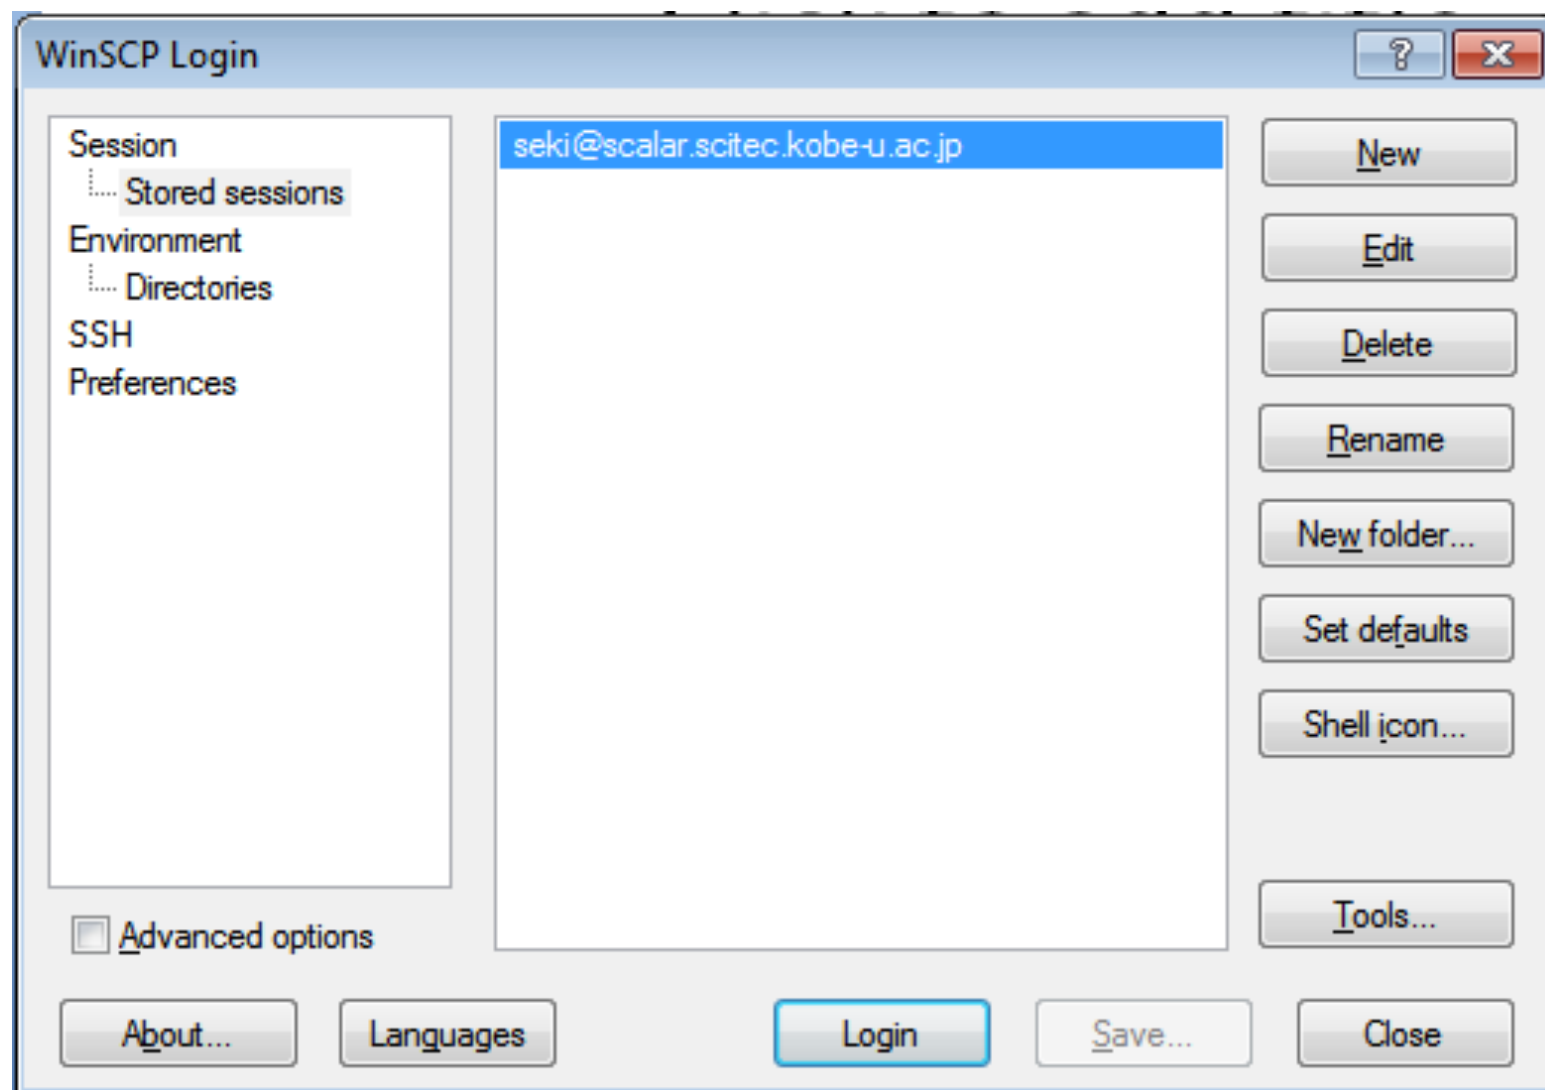 WinSCP Login
Session
Stored sessions
Environment
Directories
SSH
Preferences
Advanced options
seki@scalar.scitec.kobe-u.ac.jp
New
Edit
Delete
Rename
New folder...
Set defaults
Shell icon...
Tools...
About...
Languages
Login
Save...
Close